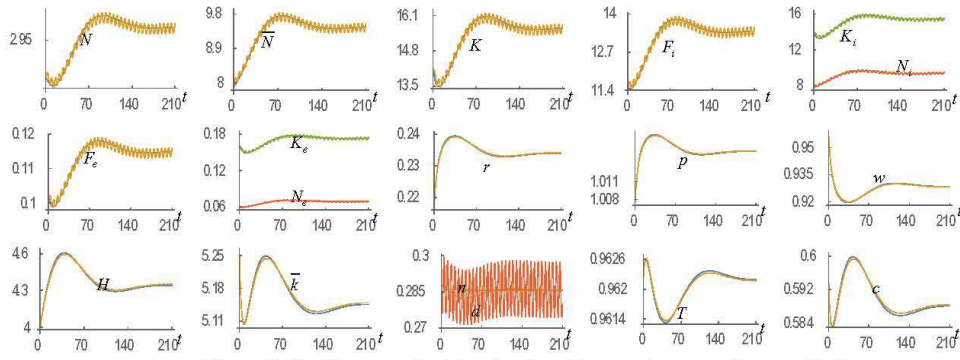 2.95
N
0 70 140 210 t
9.8
8.9
8
N̅
0 70 140 210 t
16.1
14.8
13.5
K
0 70 140 210 t
14
12.7
11.4
F_i
0 70 140 210 t
16
12
8
K_i
N_i
0 70 140 210 t
0.12
0.11
0.1
F_e
0 70 140 210 t
0.18
0.12
0.06
K_e
N_e
0 70 140 210 t
0.24
0.23
0.22
r
0 70 140 210 t
1.011
1.008
p
0 70 140 210 t
0.95
0.935
0.92
w
0 70 140 210 t
4.6
4.3
4
H
0 70 140 210 t
5.25
5.18
5.11
k̅
0 70 140 210 t
0.3
0.285
0.27
n
d
0 70 140 210 t
0.9626
0.962
0.9614
T
0 70 140 210 t
0.6
0.592
0.584
c
0 70 140 210 t